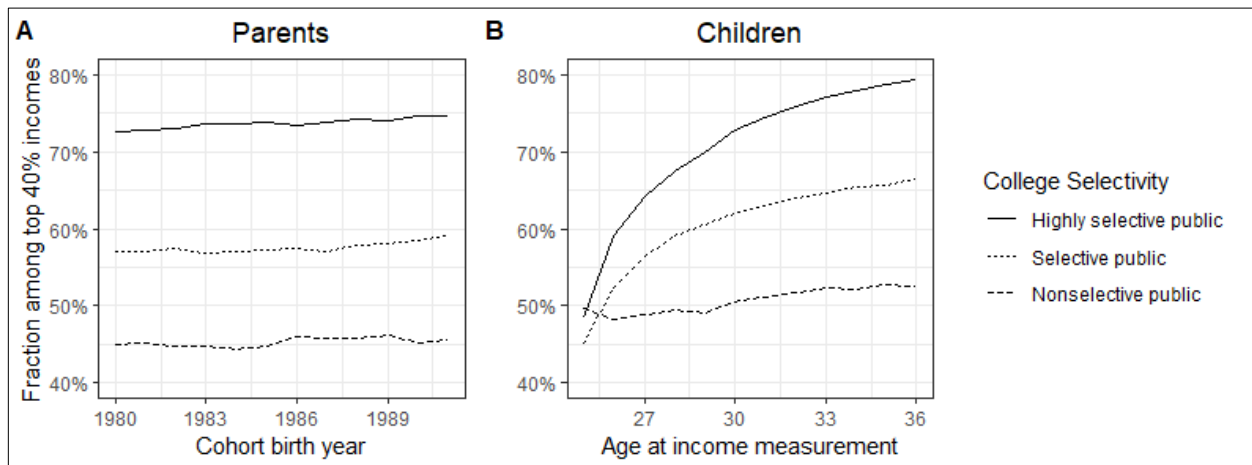 A
Parents
Fraction among top 40% incomes
80%
70%
60%
50%
40%
1980
1983
1986
1989
Cohort birth year
B
Children
80%
70%
60%
50%
40%
27
30
33
36
Age at income measurement
College Selectivity
Highly selective public
Selective public
Nonselective public